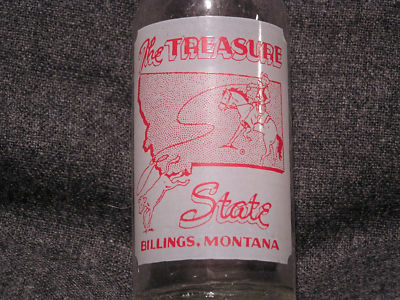 The TREASURE
State
BILLINGS, MONTANA